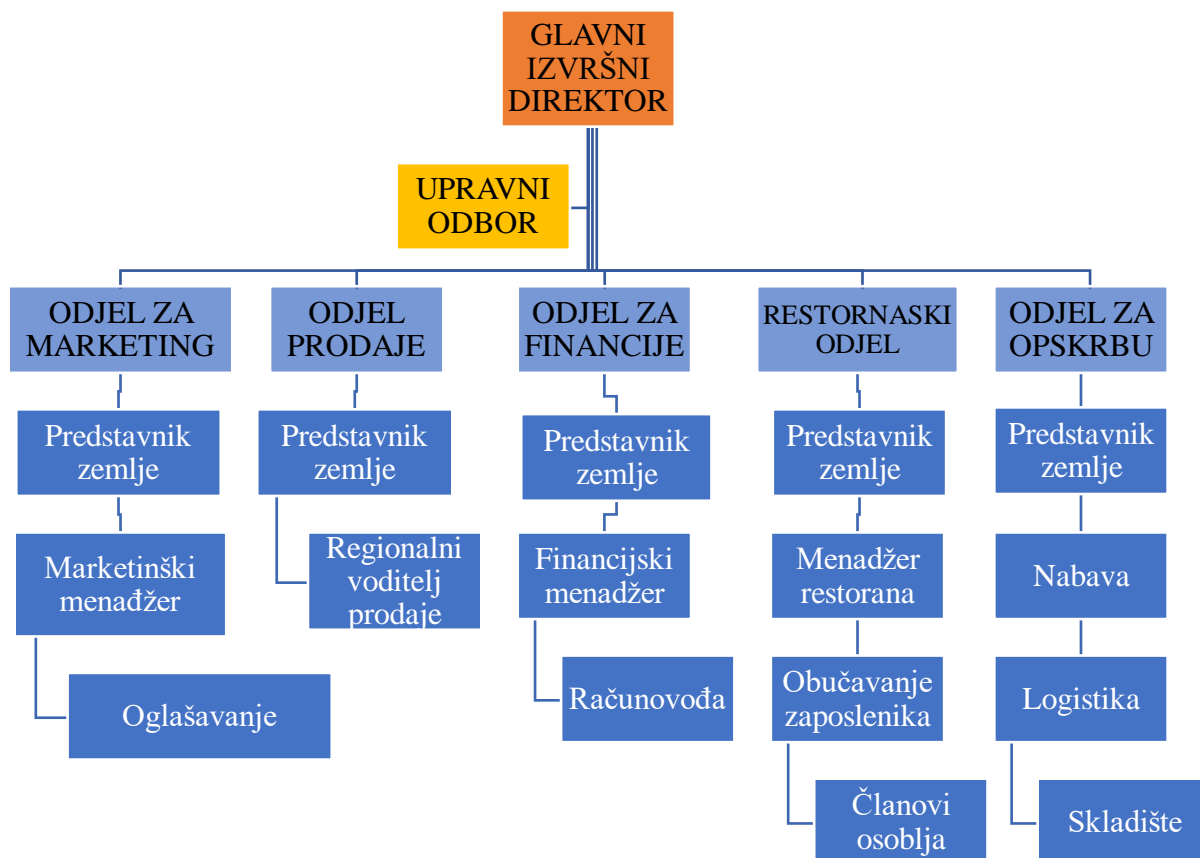 GLAVNI
IZVRŠNI
DIREKTOR
UPRAVNI
ODBOR
ODJEL ZA
MARKETING
ODJEL
PRODAJE
ODJEL ZA
FINANCIJE
RESTORNASKI
ODJEL
ODJEL ZA
OPSKRBU
Predstavnik
zemlje
Predstavnik
zemlje
Predstavnik
zemlje
Predstavnik
zemlje
Predstavnik
zemlje
Marketinški
menađžer
Regionalni
voditelj
prodaje
Financijski
menadžer
Menadžer
restorana
Nabava
Oglašavanje
Računovođa
Obučavanje
zaposlenika
Logistika
Članovi
osoblja
Skladište